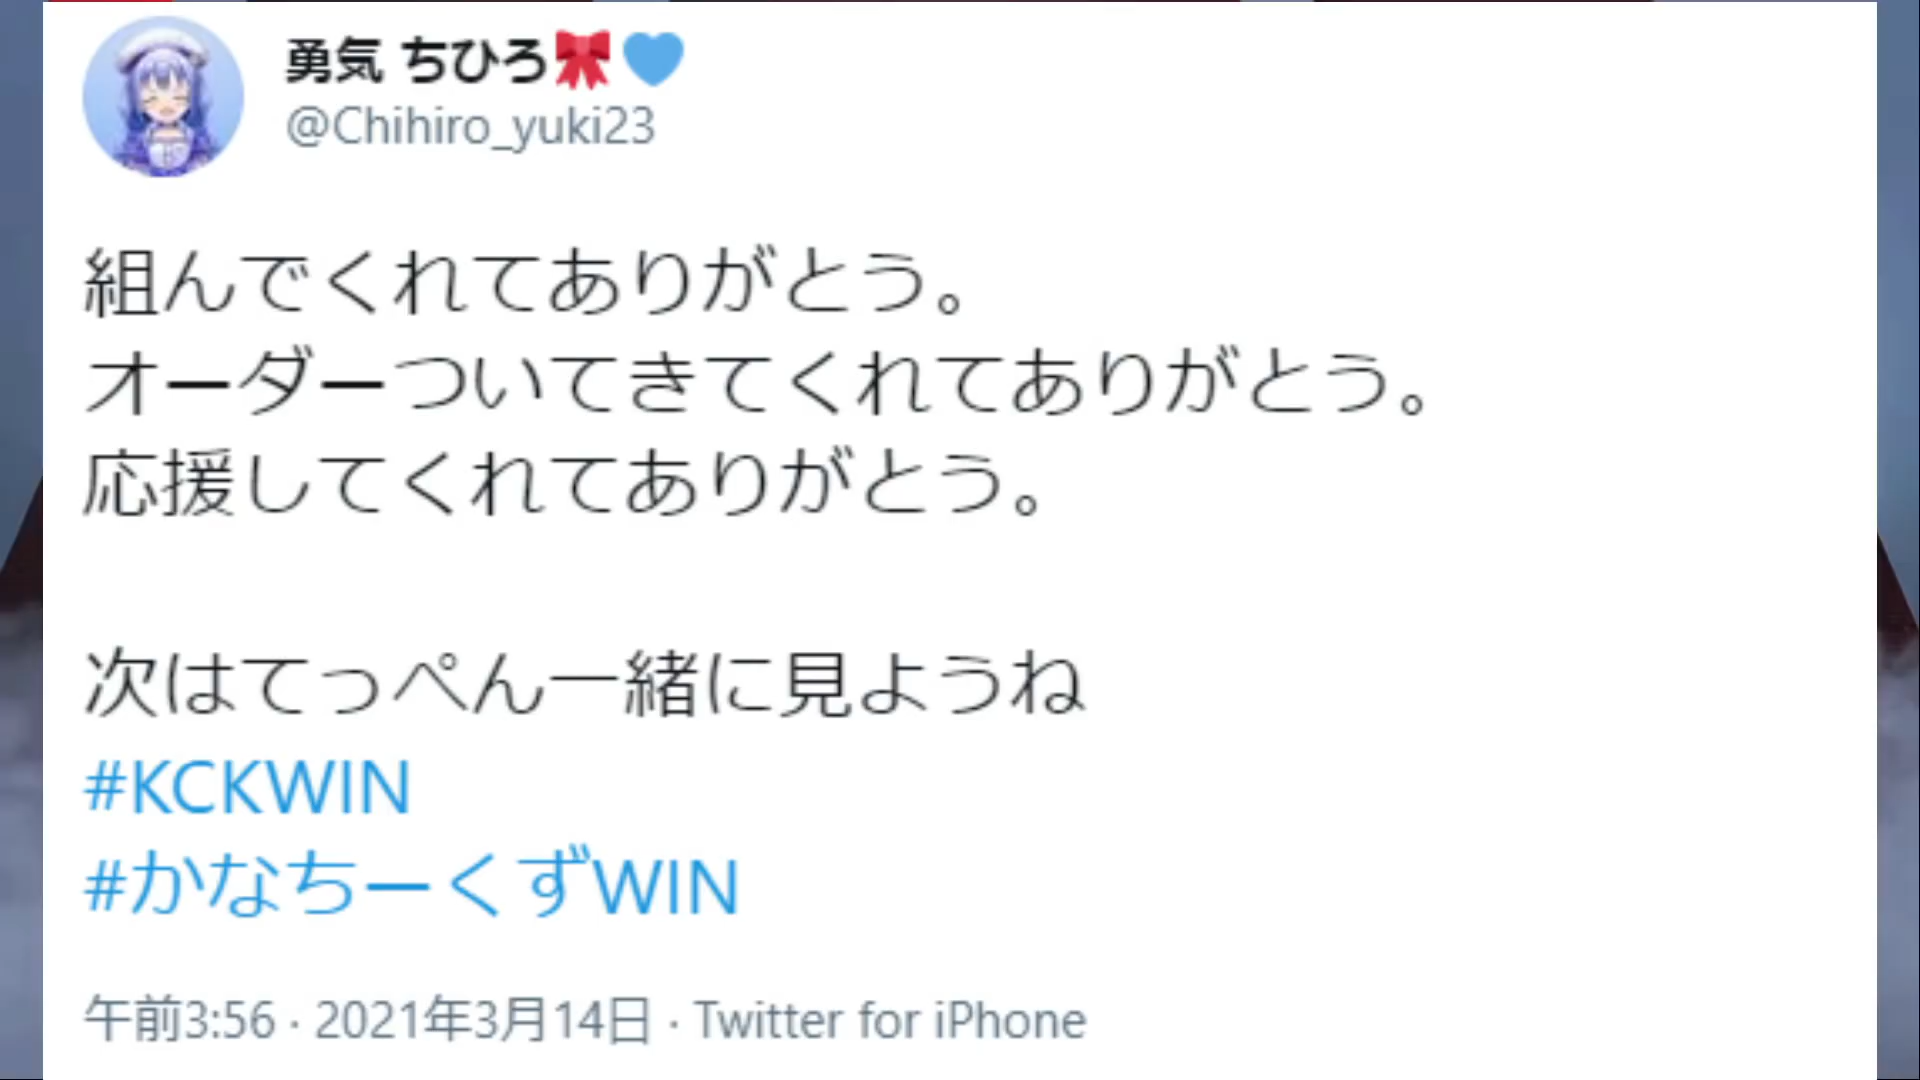 勇気 ちひろ🎀💙
@Chihiro_yuki23
組んでくれてありがとう。
オーダーついてきてくれてありがとう。
応援してくれてありがとう。
次はてっぺん一緒に見ようね
#KCKWIN
#かなちーくずWIN
午前3:56 · 2021年3月14日 · Twitter for iPhone